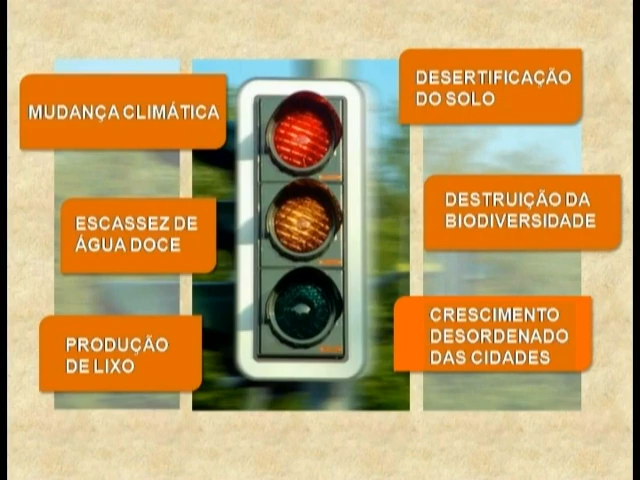 MUDANÇA CLIMÁTICA
ESCASSEZ DE
ÁGUA DOCE
PRODUÇÃO
DE LIXO
DESERTIFICAÇÃO
DO SOLO
DESTRUIÇÃO DA
BIODIVERSIDADE
CRESCIMENTO
DESORDENADO
DAS CIDADES